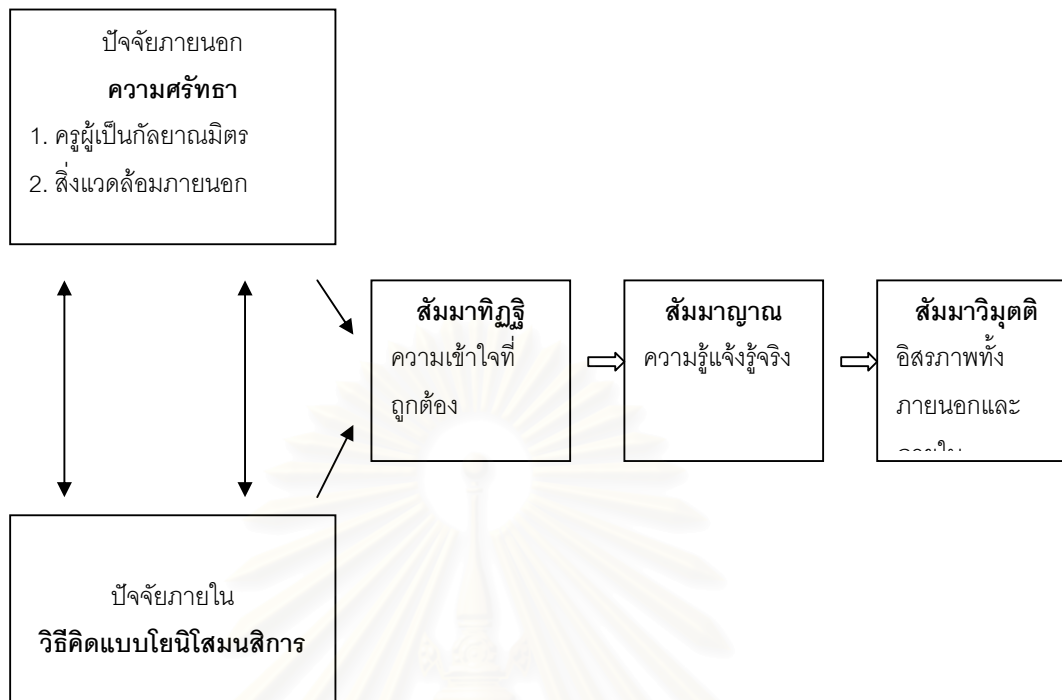 ปัจจัยภายนอก
ความศรัทธา
1. ครูผู้เป็นกัลยาณมิตร
2. สิ่งแวดล้อมภายนอก
สัมมาทิฏฐิ
ความเข้าใจที่
ถูกต้อง
สัมมาญาณ
ความรู้แจ้งรู้จริง
สัมมาวิมุตติ
อิสรภาพทั้ง
ภายนอกและ
ปัจจัยภายใน
วิธีคิดแบบโยนิโสมนสิการ